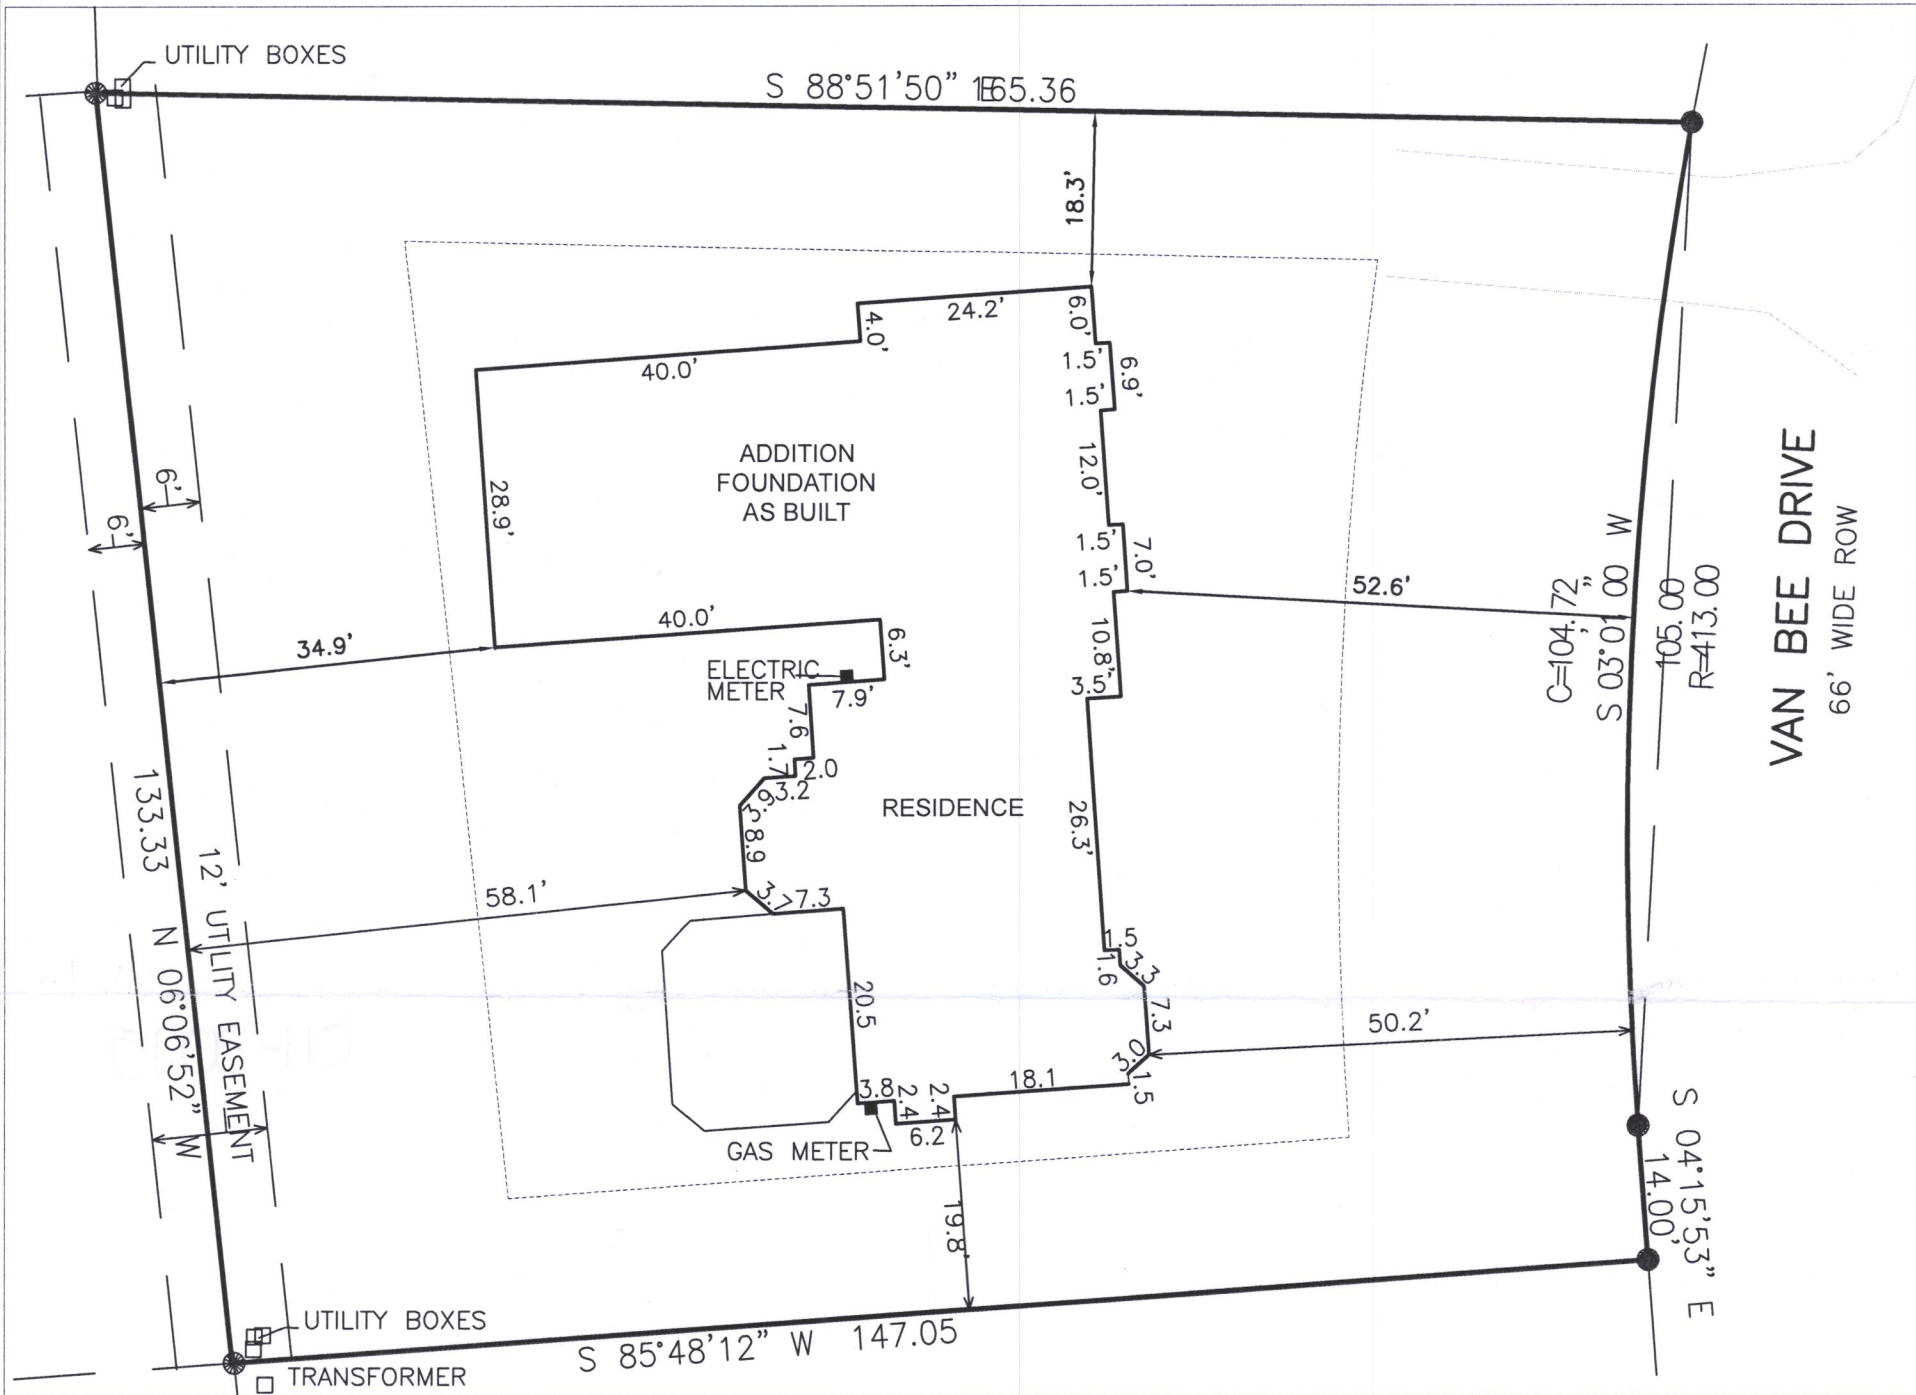 UTILITY BOXES
S 88°51'50" E
165.36
18.3'
24.2'
4.0'
6.0'
1.5'
6.9'
1.5'
40.0'
12.0'
ADDITION
FOUNDATION
AS BUILT
28.9'
6'
6'
1.5'
7.0'
1.5'
52.6'
40.0'
6.3'
34.9'
10.8'
ELECTRIC
METER
7.9'
3.5'
7.6
1.7
2.0
3.2
3.9
8.9
RESIDENCE
26.3'
58.1'
3.7
7.3
1.5
1.6
3.3
7.3
20.5
50.2'
3.0
1.5
18.1
3.8
2.4
2.4
6.2
GAS METER
19.8
133.33
N 06°06'52" W
12' UTILITY EASEMENT
C=104.72'
S 03°01'00" W
105.00
R=413.00
VAN BEE DRIVE
66' WIDE ROW
S 04°15'53" E
14.00'
UTILITY BOXES
S 85°48'12" W 147.05
TRANSFORMER